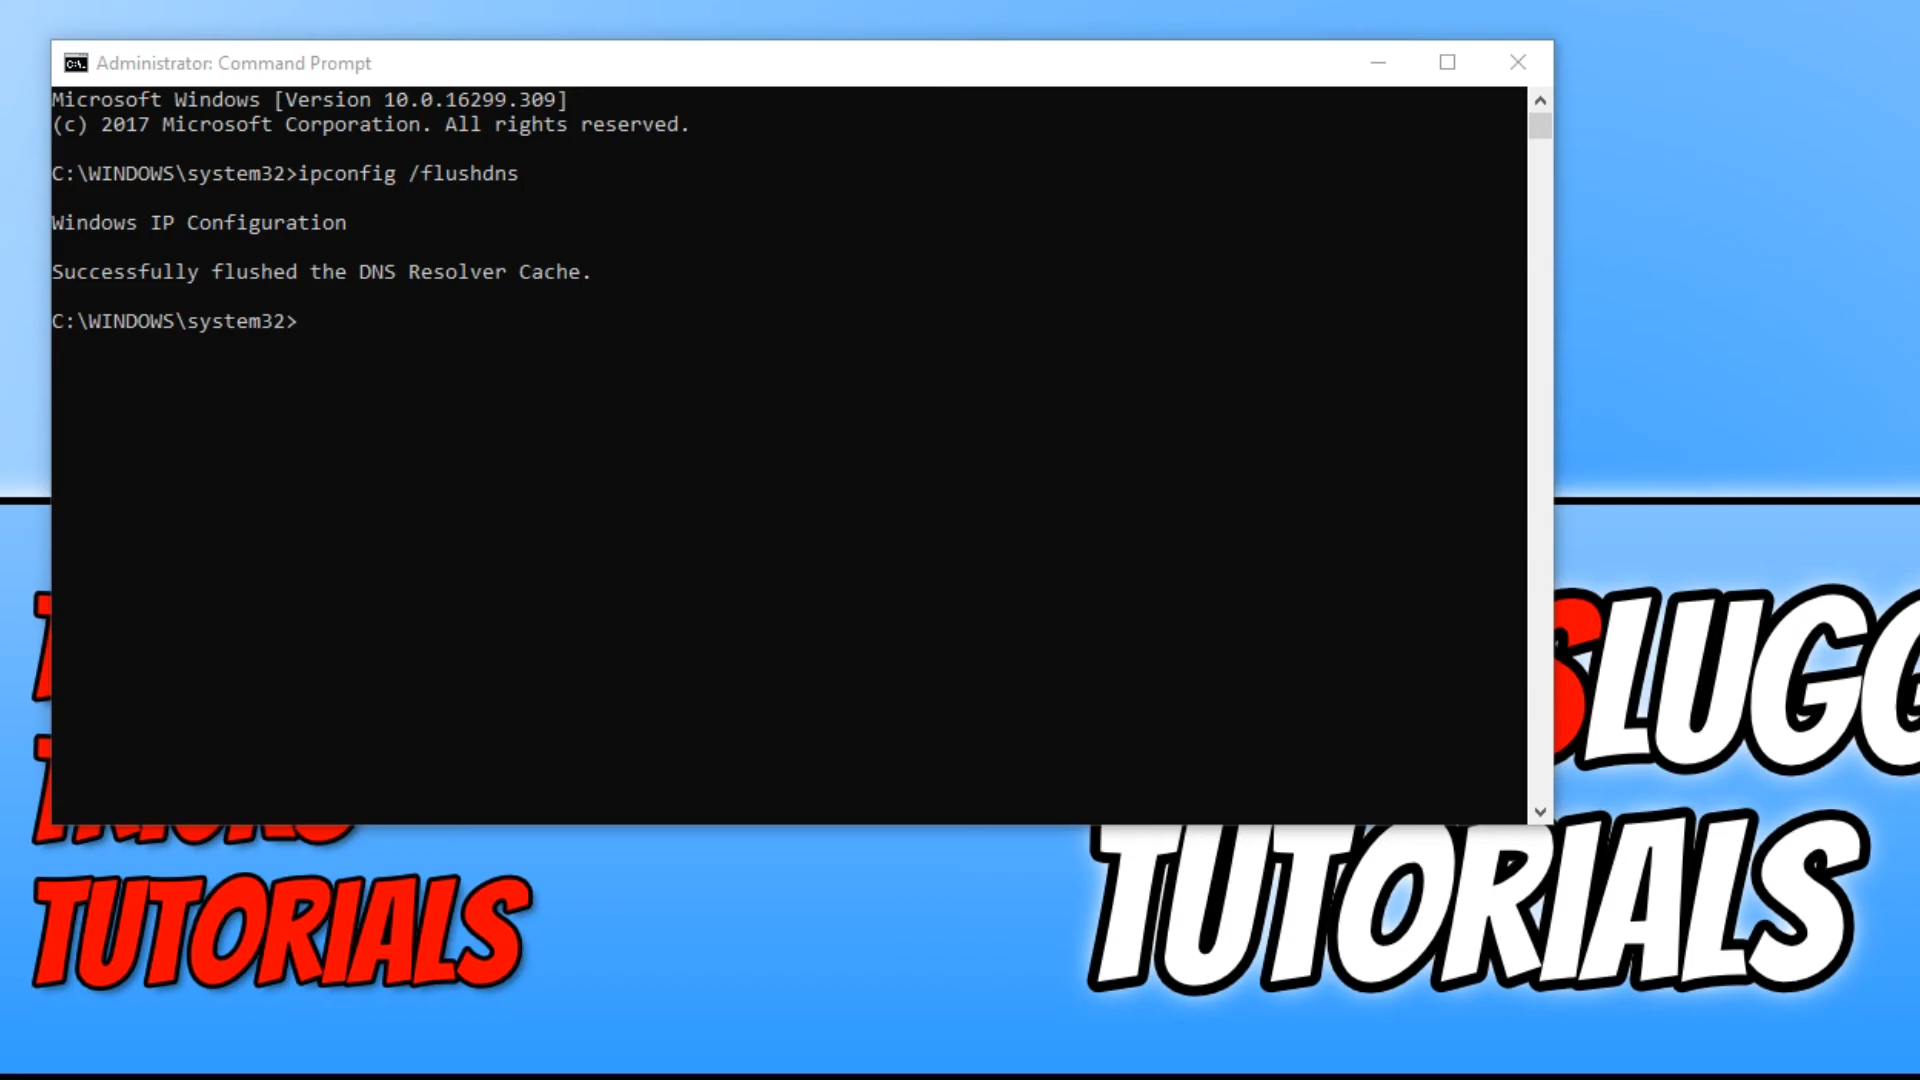 Administrator: Command Prompt
Microsoft Windows [Version 10.0.16299.309]
(c) 2017 Microsoft Corporation. All rights reserved.
C:\WINDOWS\system32>ipconfig /flushdns
Windows IP Configuration
Successfully flushed the DNS Resolver Cache.
C:\WINDOWS\system32>
TUTORIALS
TUTORIALS